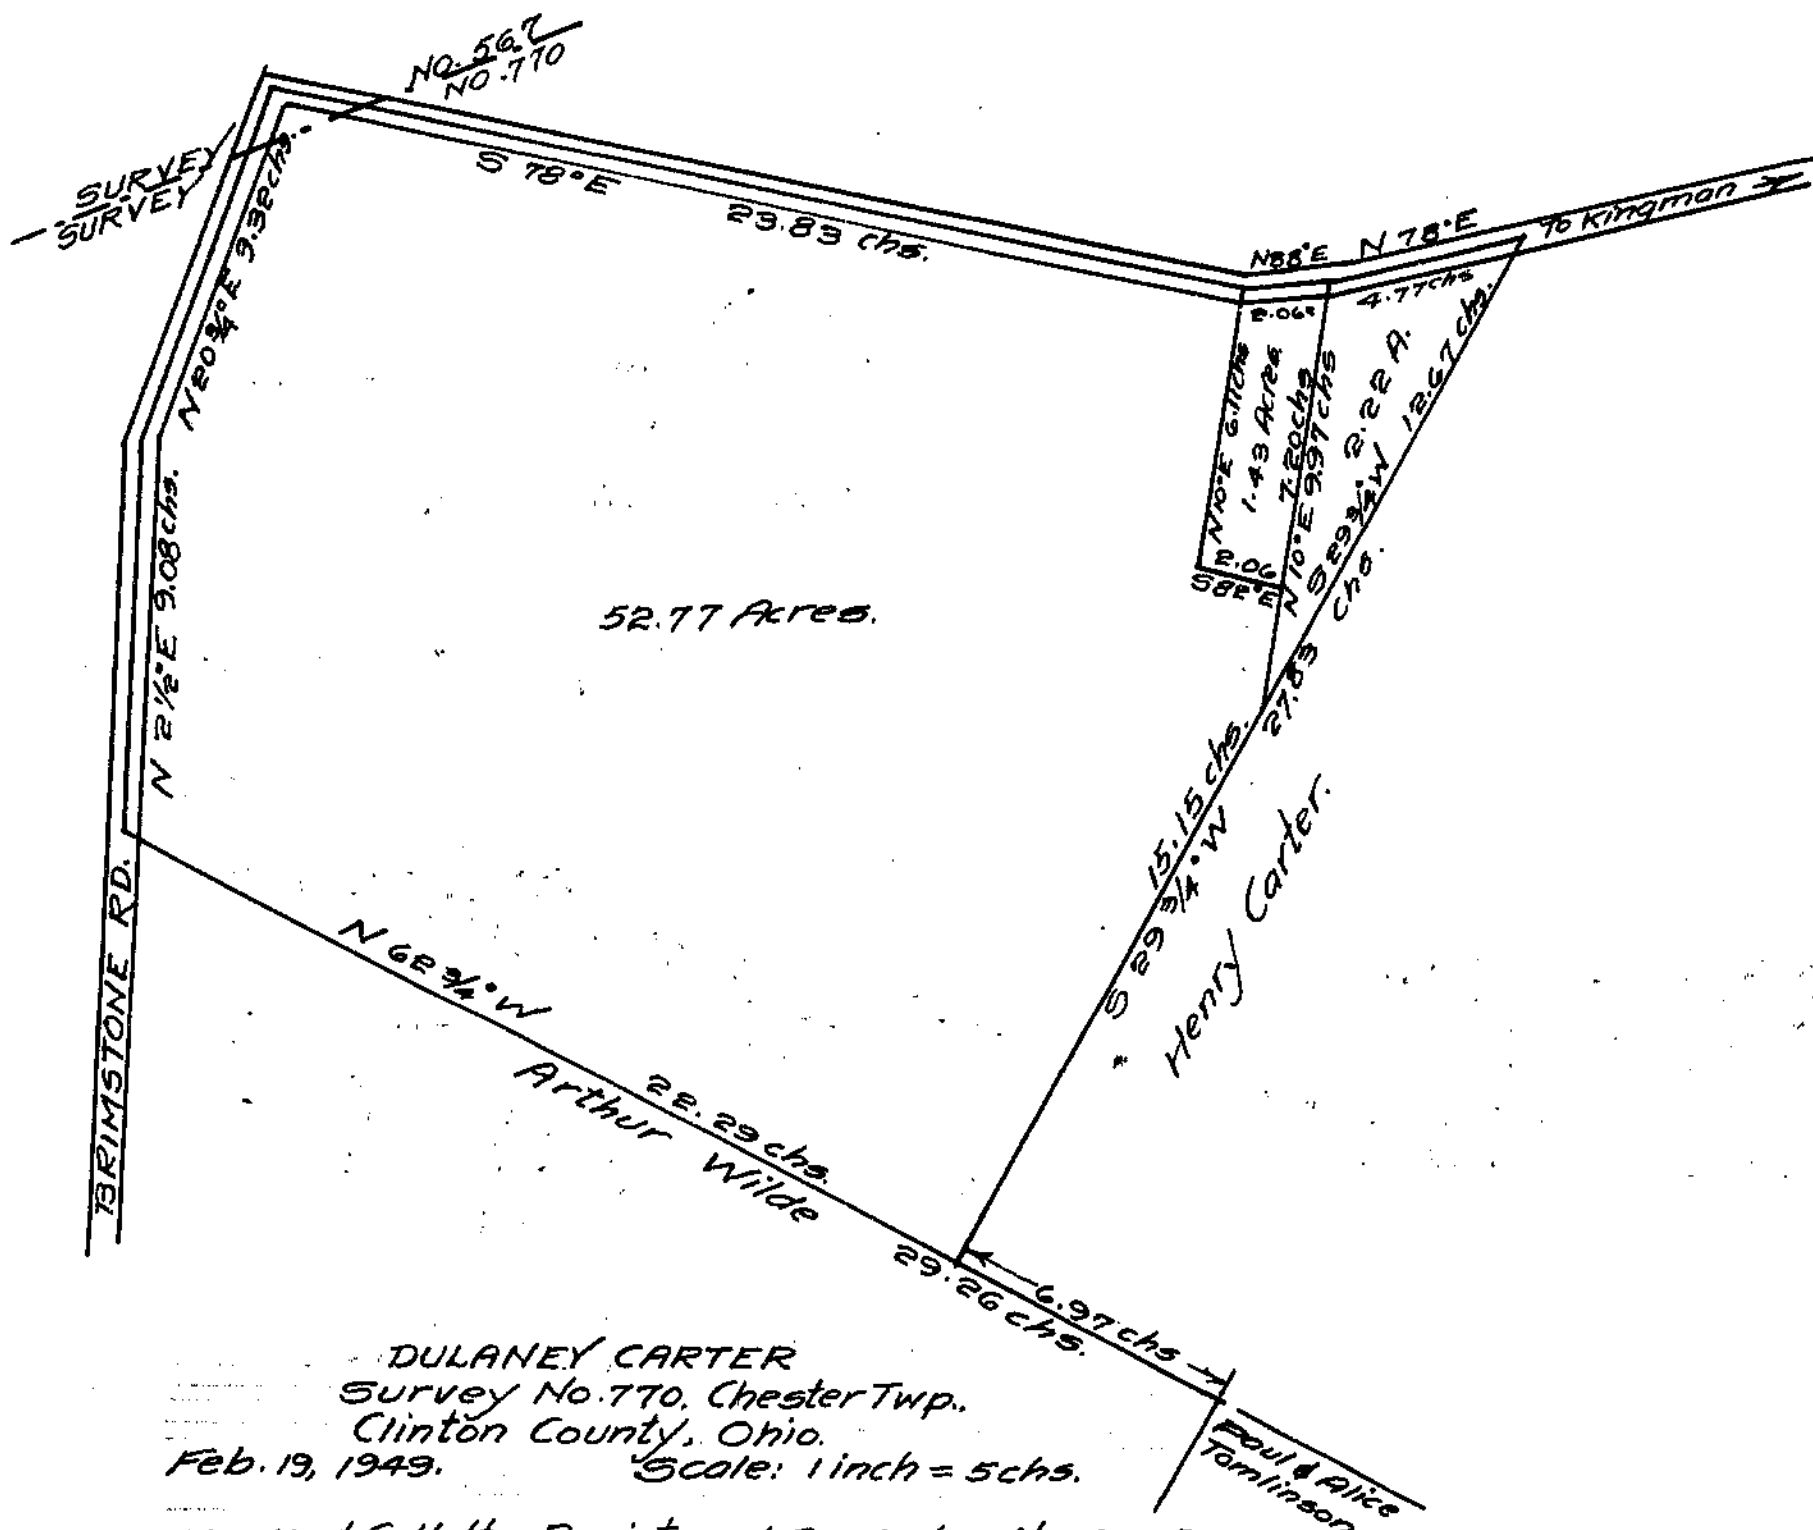 NO. 567
NO. 770
SURVEY
SURVEY
S 78° E
23.83 chs.
N 20 3/4° E 9.32 chs.
N88°E
N 78° E
To Kingman
2.06
4.77 chs
N 10° E 6.11 chs
1.43 Acres
7.20 chs
N 10° E 9.97 chs
2.22 A.
S 29 3/4° W 12.67 chs.
2.06
S82°E
N 2 1/2° E 9.08 chs.
52.77 Acres.
27.83 chs.
15.15 chs.
S 29 3/4° W
Henry Carter.
BRIMSTONE RD.
N 62 3/4° W
22.29 chs.
Arthur Wilde
29.26 chs.
6.97 chs
Paul & Alice
Tomlinson
DULANEY CARTER
Survey No. 770, Chester Twp.,
Clinton County, Ohio.
Feb. 19, 1949. Scale: 1 inch = 5 chs.